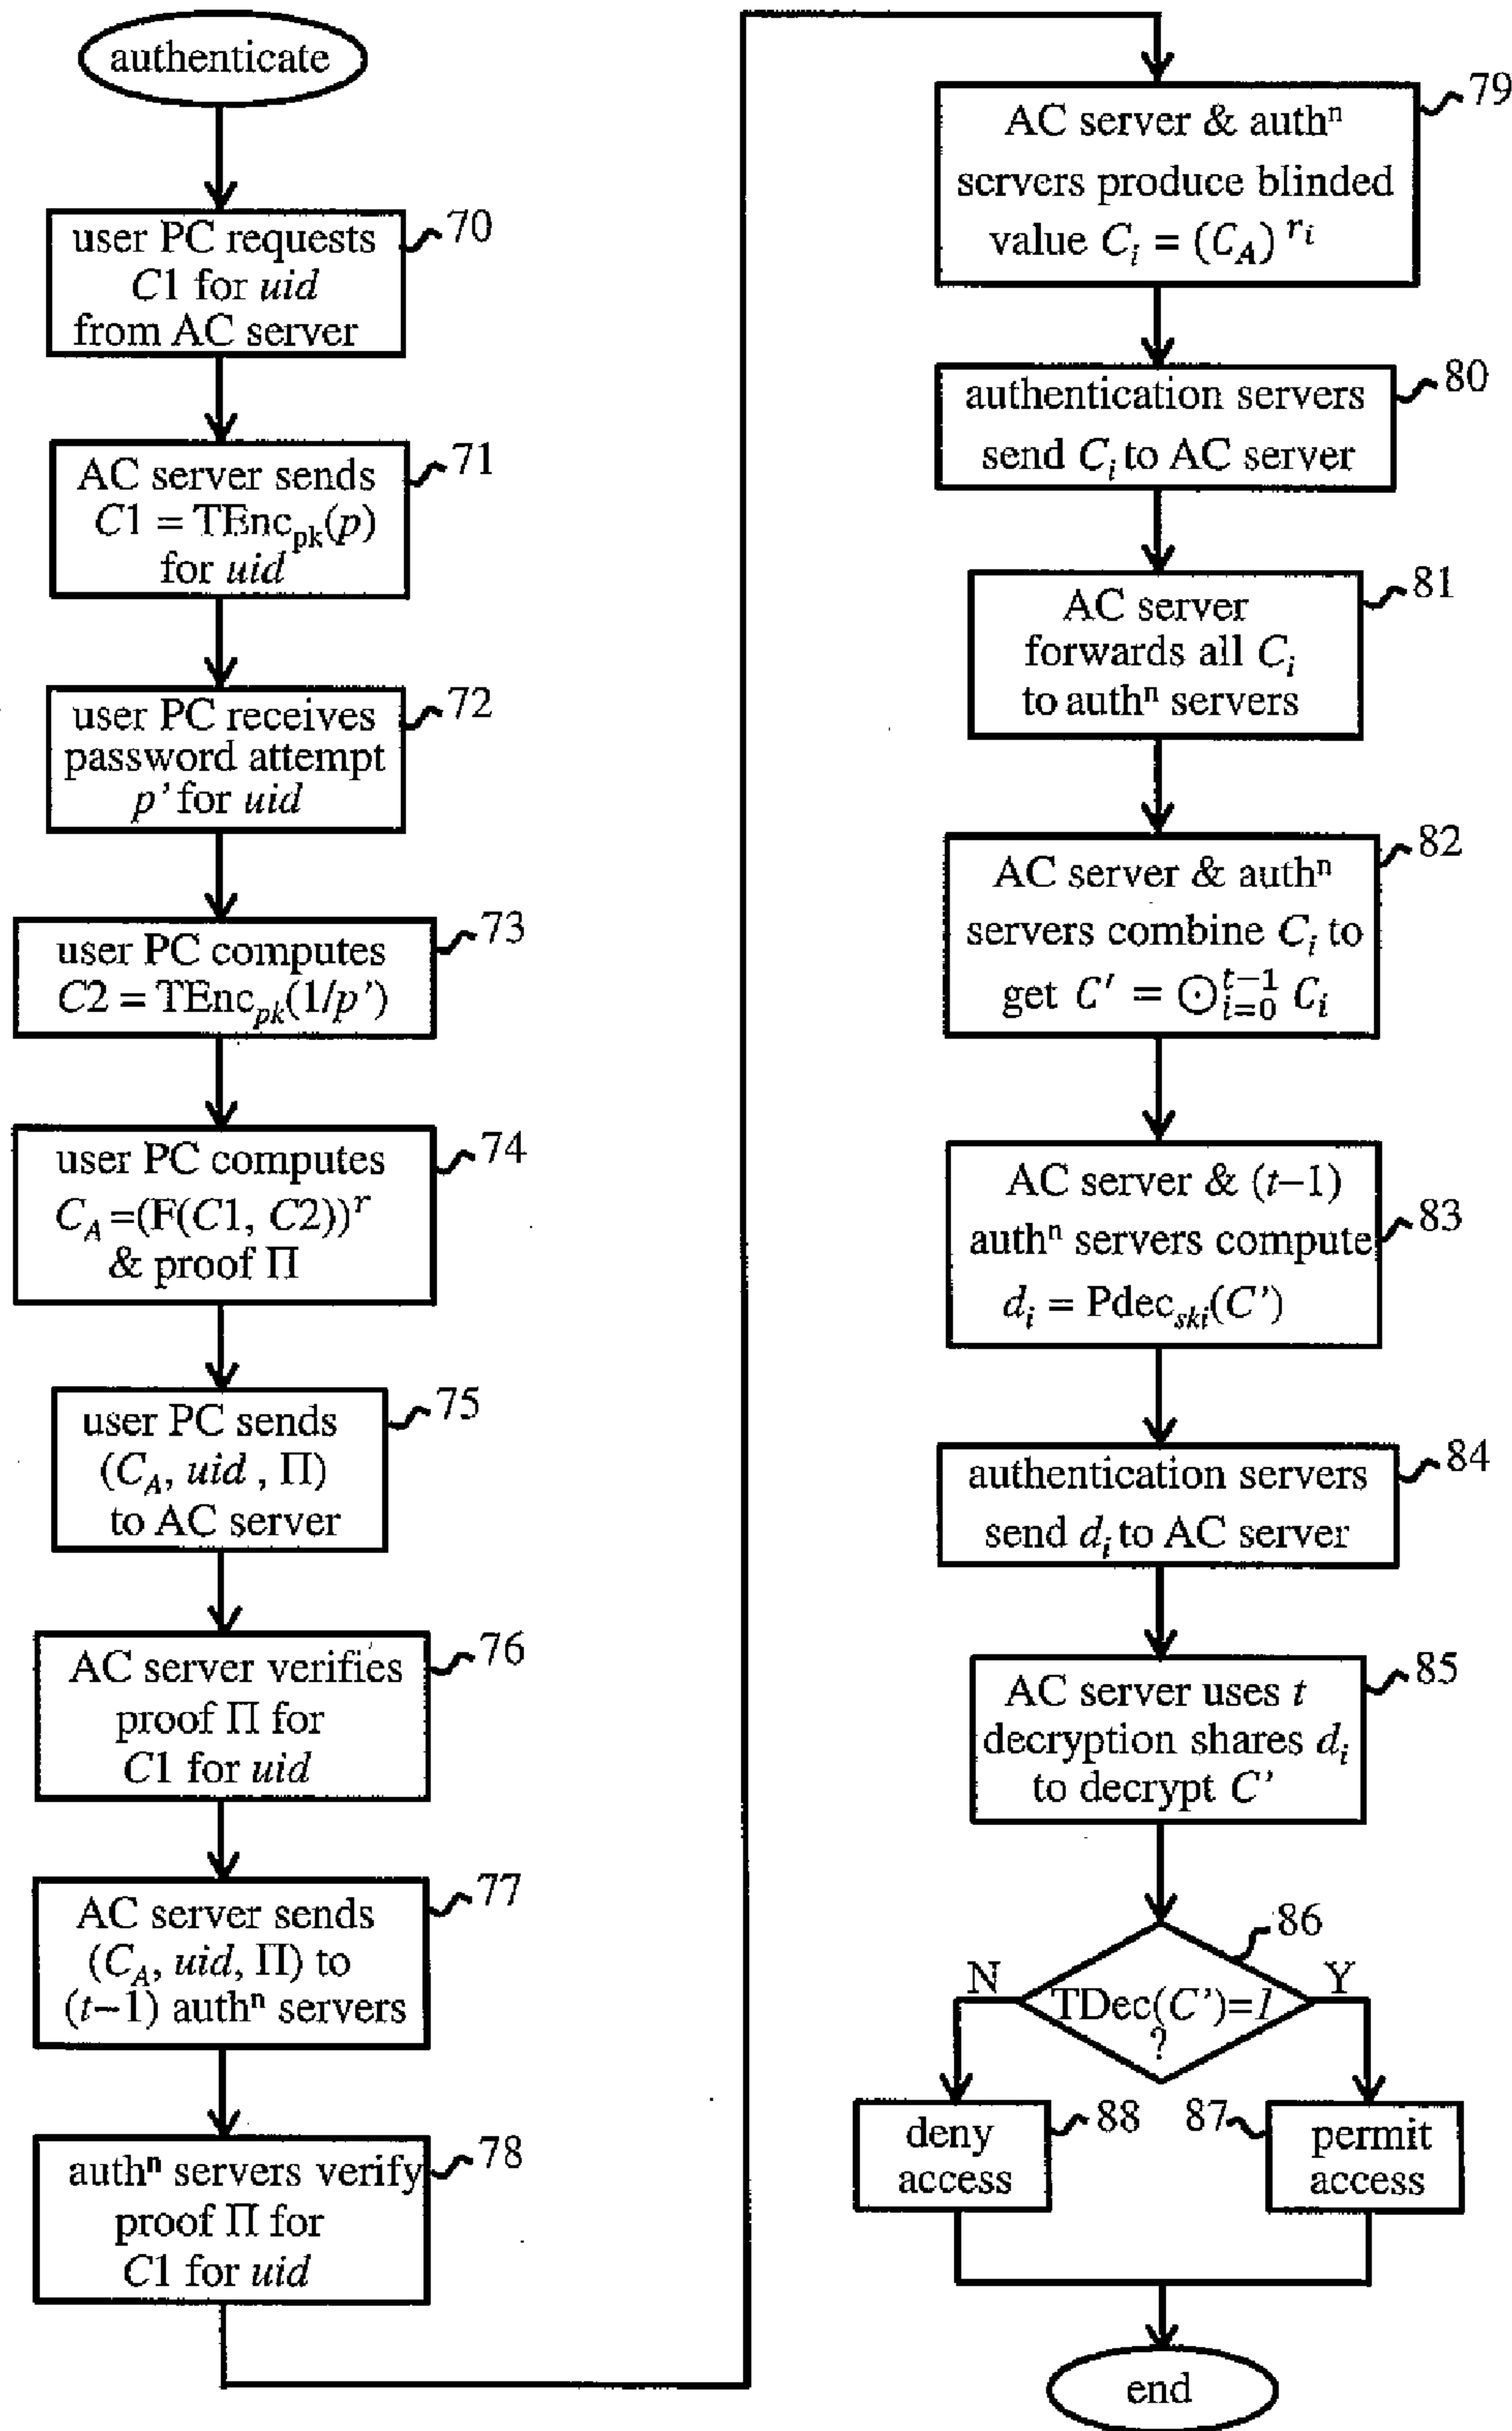 authenticate
user PC requests
C1 for uid
from AC server
70
AC server sends
C1 = TEnc_pk(p)
for uid
71
user PC receives
password attempt
p' for uid
72
user PC computes
C2 = TEnc_pk(1/p')
73
user PC computes
C_A =(F(C1, C2))^r
& proof Π
74
user PC sends
(C_A, uid , Π)
to AC server
75
AC server verifies
proof Π for
C1 for uid
76
AC server sends
(C_A, uid, Π) to
(t−1) authⁿ servers
77
authⁿ servers verify
proof Π for
C1 for uid
78
AC server & authⁿ
servers produce blinded
value C_i = (C_A)^{r_i}
79
authentication servers
send C_i to AC server
80
AC server
forwards all C_i
to authⁿ servers
81
AC server & authⁿ
servers combine C_i to
get C′ = ⊙_{i=0}^{t−1} C_i
82
AC server & (t−1)
authⁿ servers compute
d_i = Pdec_ski(C')
83
authentication servers
send d_i to AC server
84
AC server uses t
decryption shares d_i
to decrypt C'
85
86
N
Y
TDec(C')=1
?
deny
access
88
87
permit
access
end